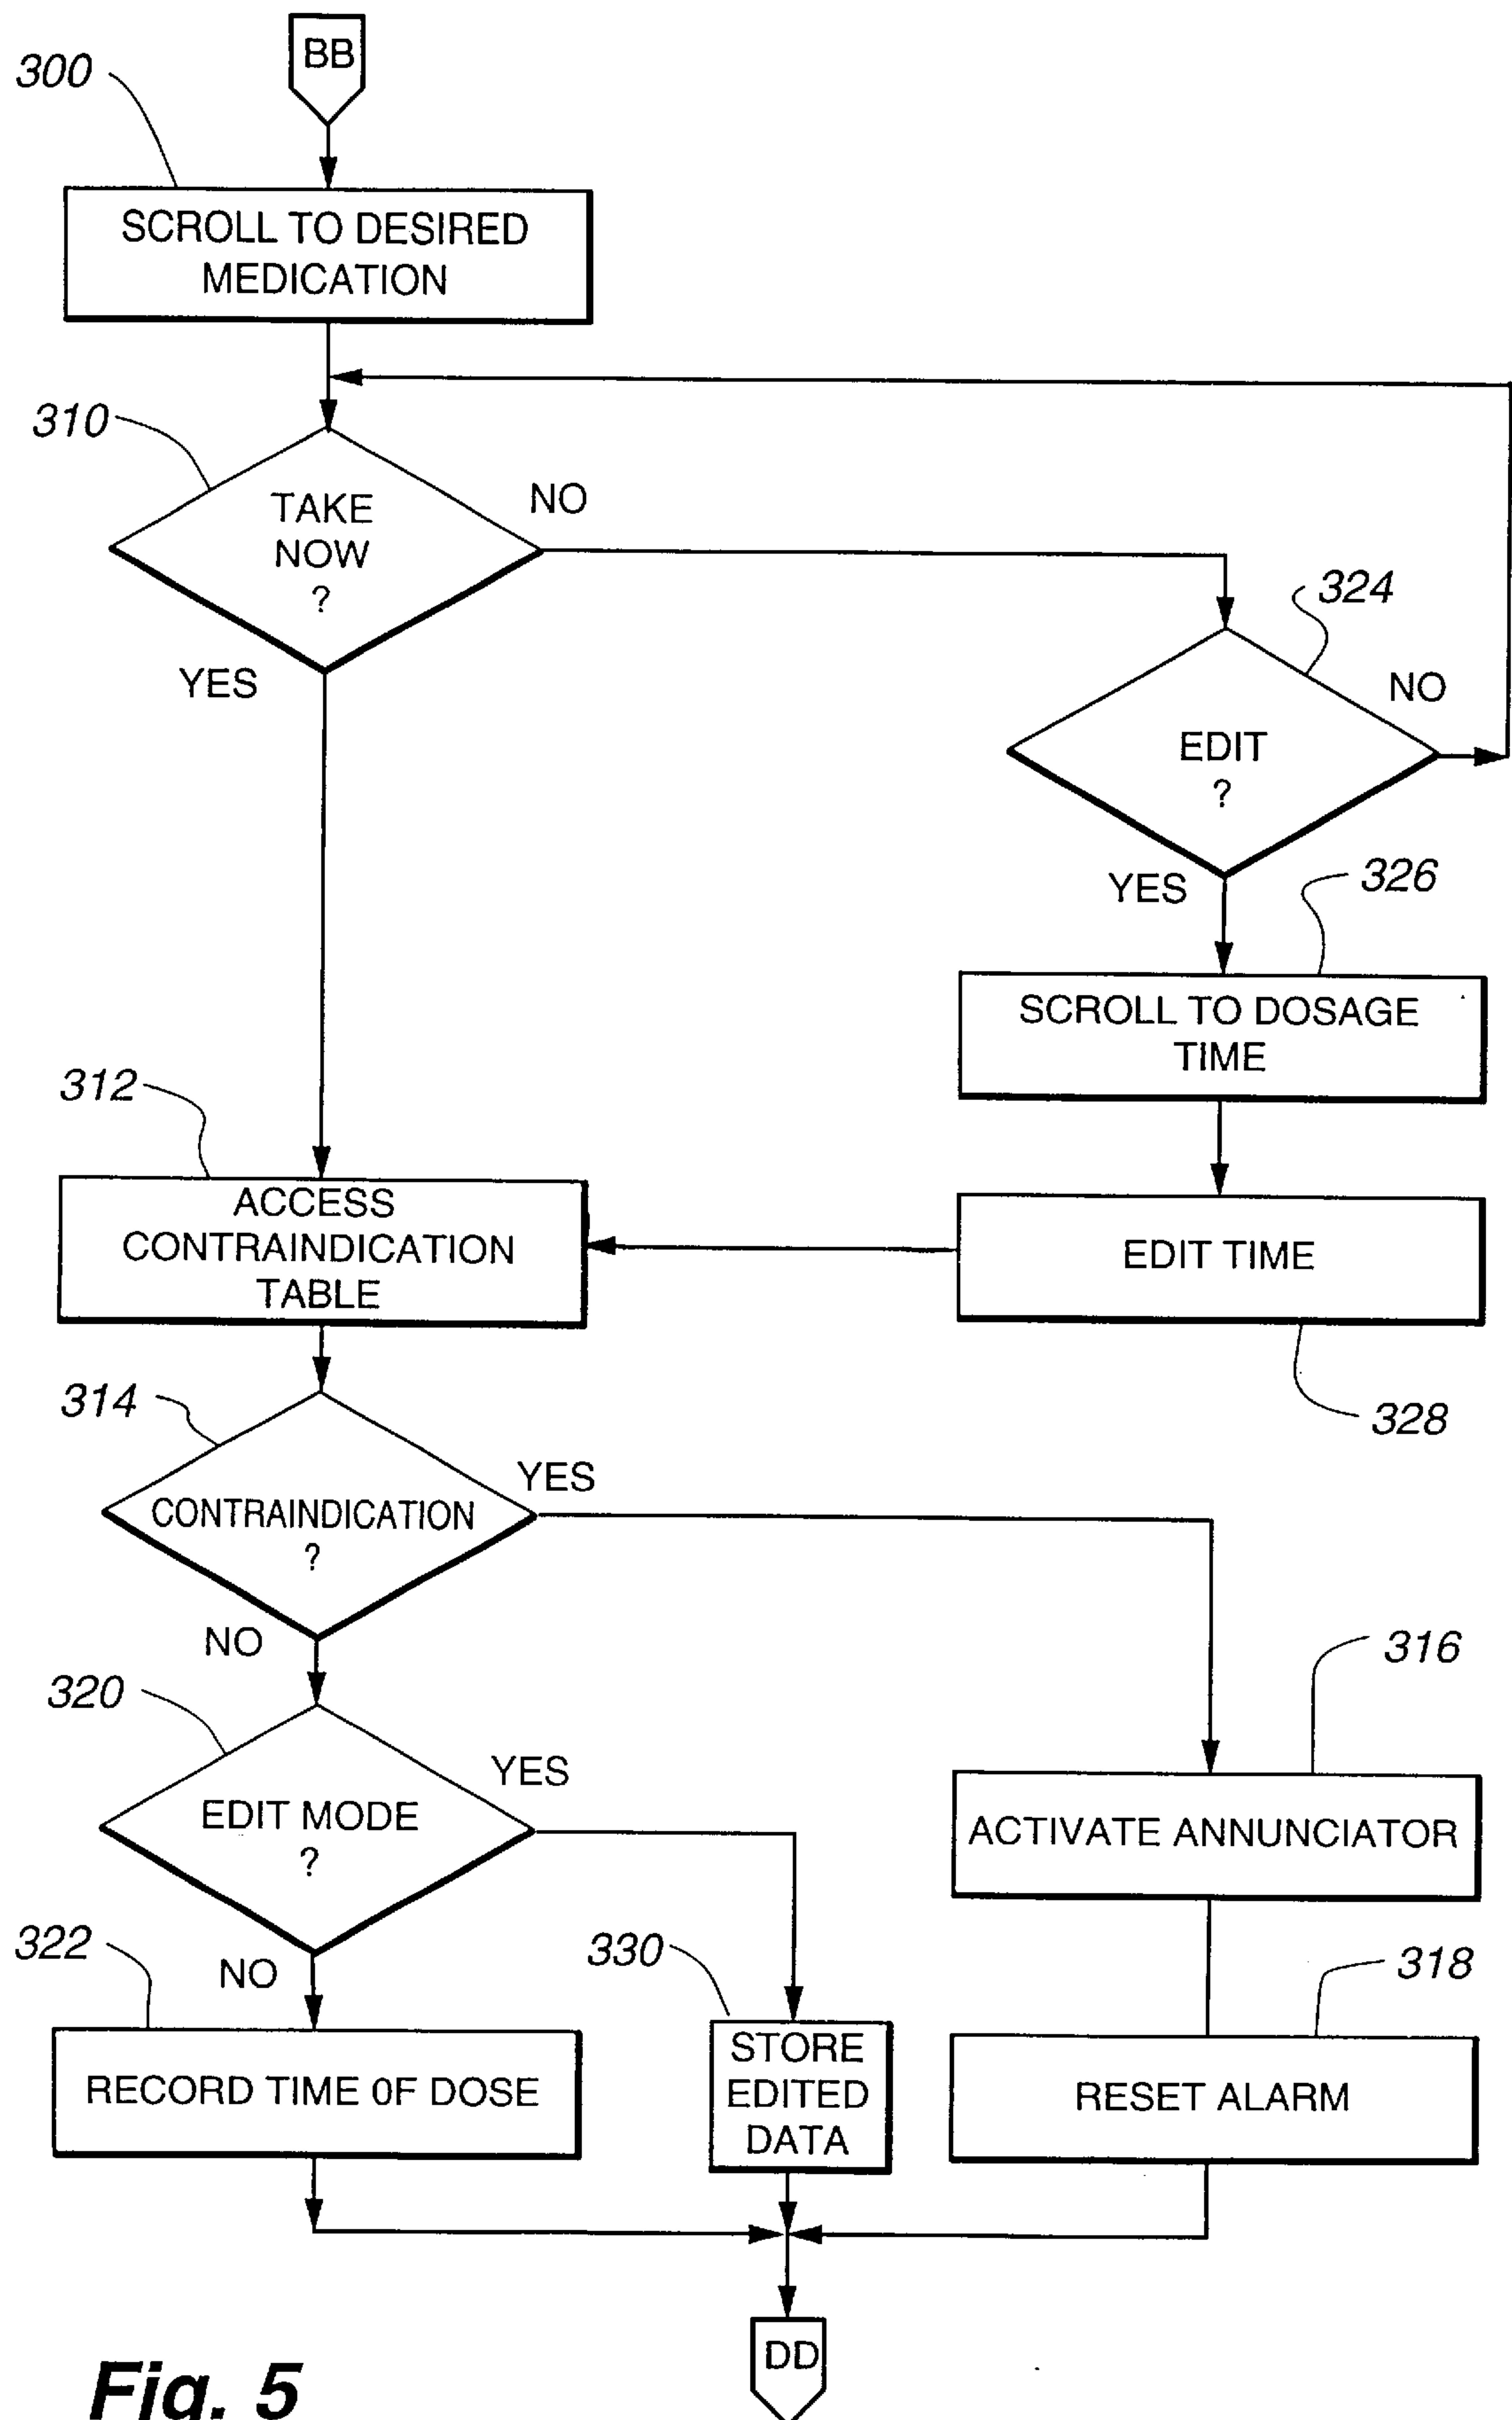 BB
300
SCROLL TO DESIRED
MEDICATION
310
TAKE
NOW
?
NO
YES
324
EDIT
?
NO
YES
326
SCROLL TO DOSAGE
TIME
312
ACCESS
CONTRAINDICATION
TABLE
EDIT TIME
328
314
CONTRAINDICATION
?
YES
NO
316
320
EDIT MODE
?
YES
ACTIVATE ANNUNCIATOR
322
NO
330
318
RECORD TIME OF DOSE
STORE
EDITED
DATA
RESET ALARM
DD
Fig. 5